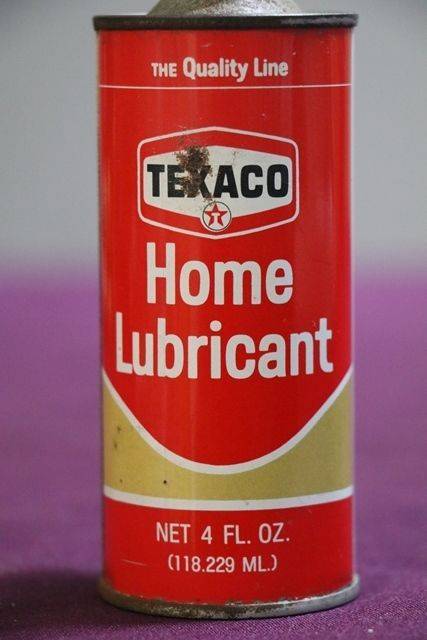 THE Quality Line
TEXACO
T
Home
Lubricant
NET 4 FL. OZ.
(118.229 ML.)